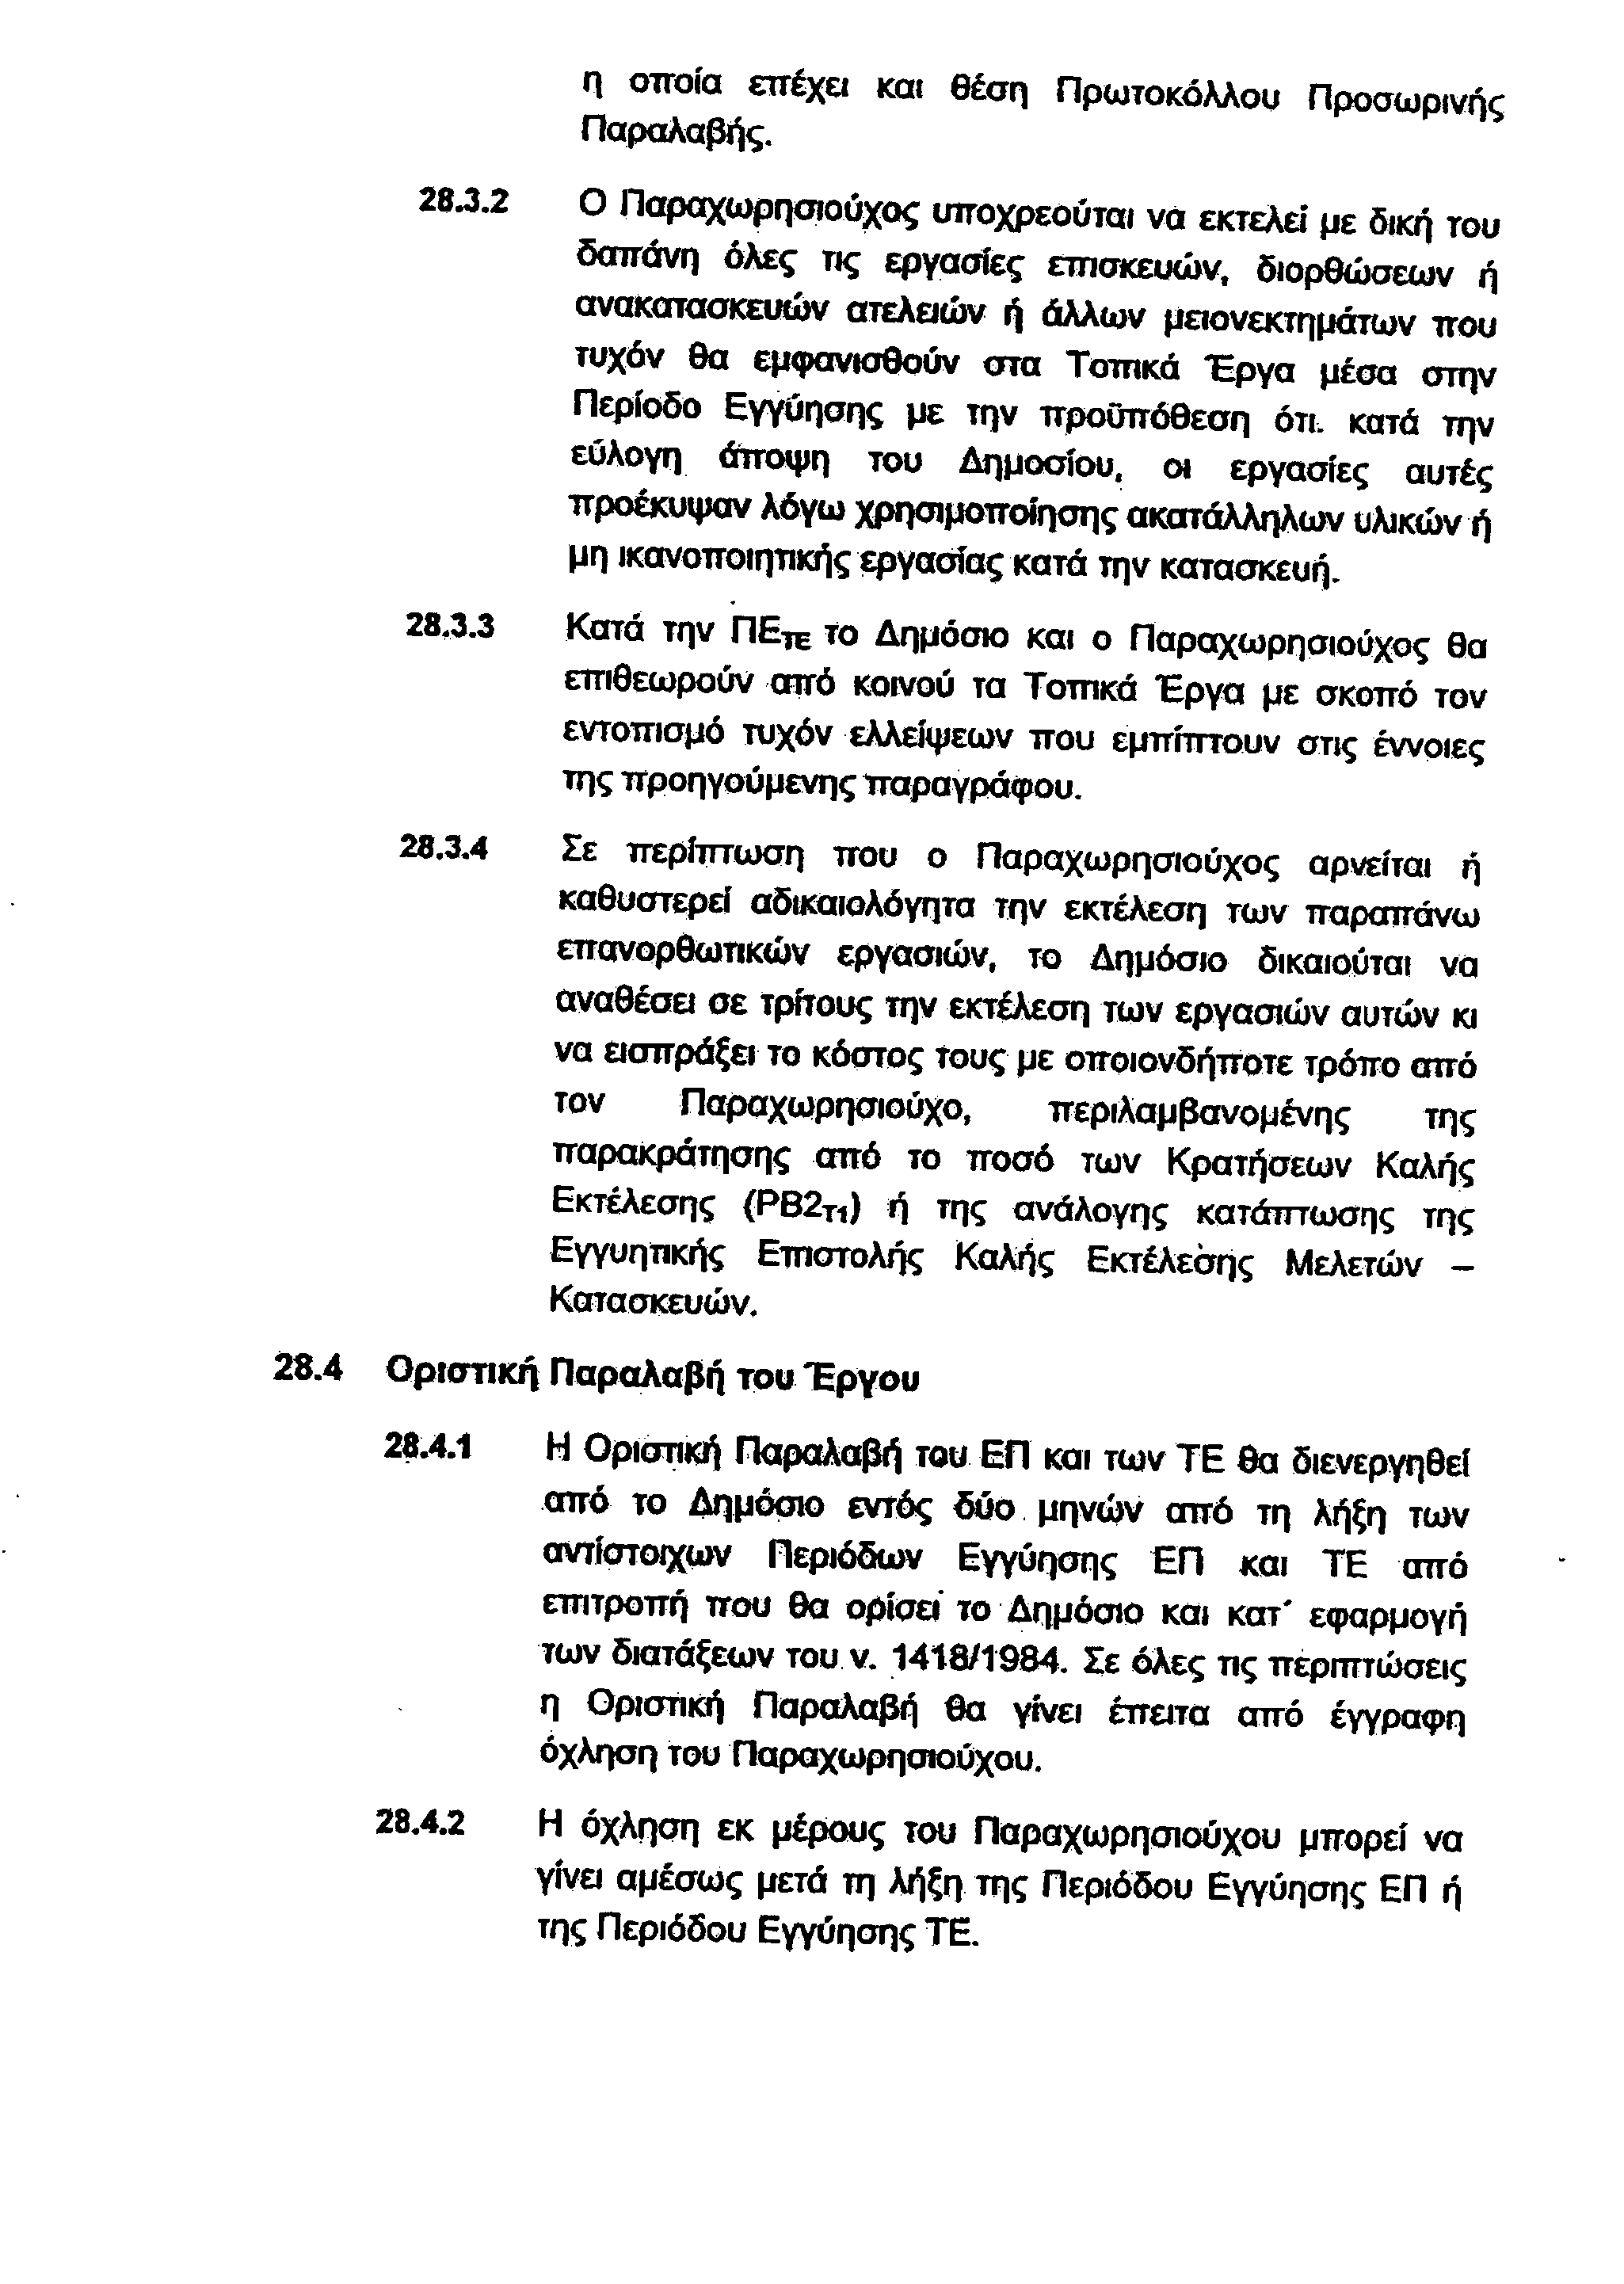 η οποία επέχει και θέση Πρωτοκόλλου Προσωρινής
Παραλαβής.
28.3.2 Ο Παραχωρησιούχος υποχρεούται να εκτελεί με δική του
δαπάνη όλες τις εργασίες επισκευών, διορθώσεων ή
ανακατασκευών ατελειών ή άλλων μειονεκτημάτων που
τυχόν θα εμφανισθούν στα Τοπικά Έργα μέσα στην
Περίοδο Εγγύησης με την προϋπόθεση ότι. κατά την
εύλογη άποψη του Δημοσίου, οι εργασίες αυτές
προέκυψαν λόγω χρησιμοποίησης ακατάλληλων υλικών ή
μη ικανοποιητικής εργασίας κατά την κατασκευή.
28.3.3 Κατά την ΠΕΤΕ το Δημόσιο και ο Παραχωρησιούχος θα
επιθεωρούν από κοινού τα Τοπικά Έργα με σκοπό τον
εντοπισμό τυχόν ελλείψεων που εμπίπτουν στις έννοιες
της προηγούμενης παραγράφου.
28.3.4 Σε περίπτωση που ο Παραχωρησιούχος αρνείται ή
καθυστερεί αδικαιολόγητα την εκτέλεση των παραπάνω
επανορθωτικών εργασιών, το Δημόσιο δικαιούται να
αναθέσει σε τρίτους την εκτέλεση των εργασιών αυτών κι
να εισπράξει το κόστος τους με οποιονδήποτε τρόπο από
τον Παραχωρησιούχο, περιλαμβανομένης της
παρακράτησης από το ποσό των Κρατήσεων Καλής
Εκτέλεσης (PB2Τ1) ή της ανάλογης κατάπτωσης της
Εγγυητικής Επιστολής Καλής Εκτέλεσης Μελετών –
Κατασκευών.
28.4 Οριστική Παραλαβή του Έργου
28.4.1 Η Οριστική Παραλαβή του ΕΠ και των ΤΕ θα διενεργηθεί
από το Δημόσιο εντός δύο μηνών από τη λήξη των
αντίστοιχων Περιόδων Εγγύησης ΕΠ και ΤΕ από
επιτροπή που θα ορίσει το Δημόσιο και κατ' εφαρμογή
των διατάξεων του ν. 1418/1984. Σε όλες τις περιπτώσεις
η Οριστική Παραλαβή θα γίνει έπειτα από έγγραφη
όχληση του Παραχωρησιούχου.
28.4.2 Η όχληση εκ μέρους του Παραχωρησιούχου μπορεί να
γίνει αμέσως μετά τη λήξη της Περιόδου Εγγύησης ΕΠ ή
της Περιόδου Εγγύησης ΤΕ.